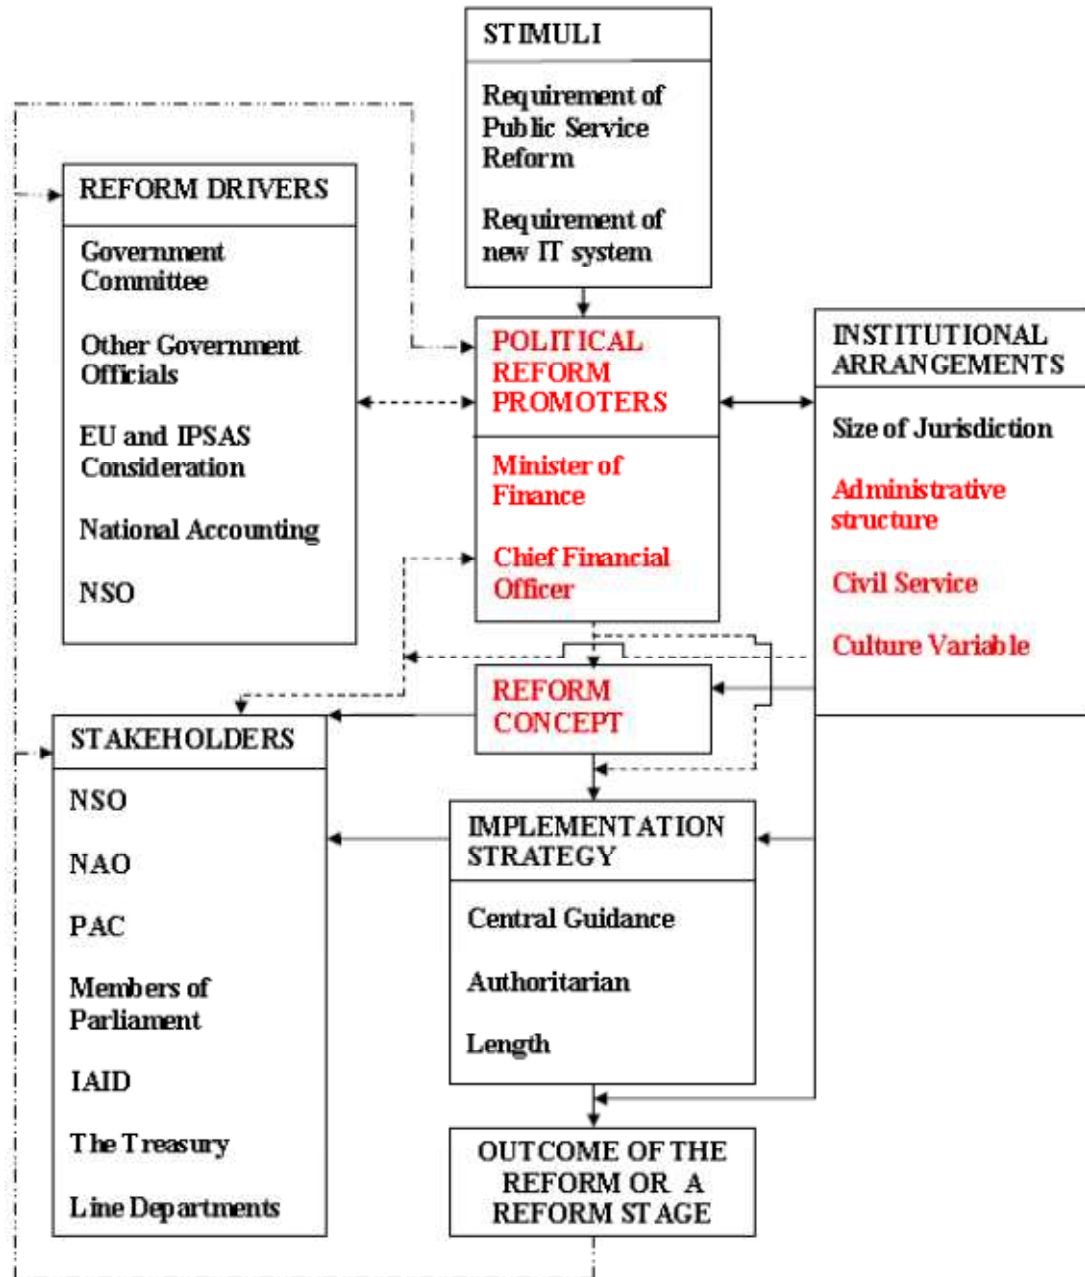 STIMULI
Requirement of
Public Service
Reform
Requirement of
new IT system
REFORM DRIVERS
Government
Committee
Other Government
Officials
EU and IPSAS
Consideration
National Accounting
NSO
POLITICAL
REFORM
PROMOTERS
Minister of
Finance
Chief Financial
Officer
INSTITUTIONAL
ARRANGEMENTS
Size of Jurisdiction
Administrative
structure
Civil Service
Culture Variable
REFORM
CONCEPT
STAKEHOLDERS
NSO
NAO
PAC
Members of
Parliament
IAID
The Treasury
Line Departments
IMPLEMENTATION
STRATEGY
Central Guidance
Authoritarian
Length
OUTCOME OF THE
REFORM OR A
REFORM STAGE